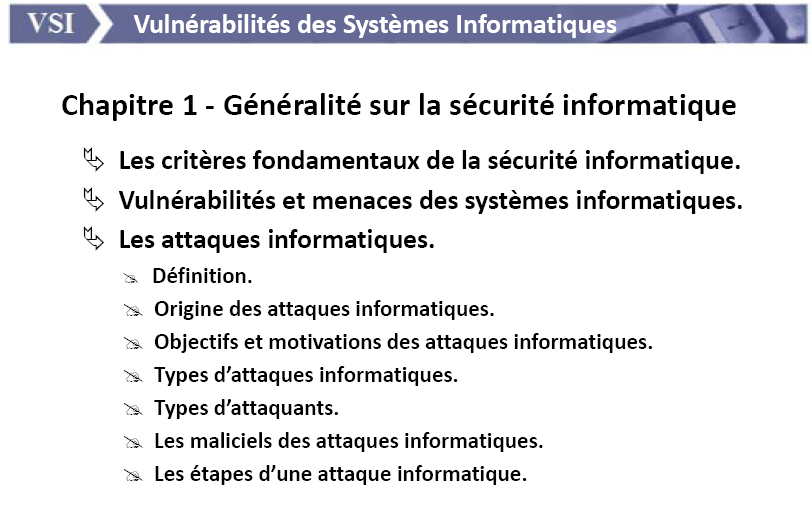 VSI Vulnérabilités des Systèmes Informatiques
Chapitre 1 - Généralité sur la sécurité informatique
Les critères fondamentaux de la sécurité informatique.
Vulnérabilités et menaces des systèmes informatiques.
Les attaques informatiques.
Définition.
Origine des attaques informatiques.
Objectifs et motivations des attaques informatiques.
Types d’attaques informatiques.
Types d’attaquants.
Les maliciels des attaques informatiques.
Les étapes d’une attaque informatique.